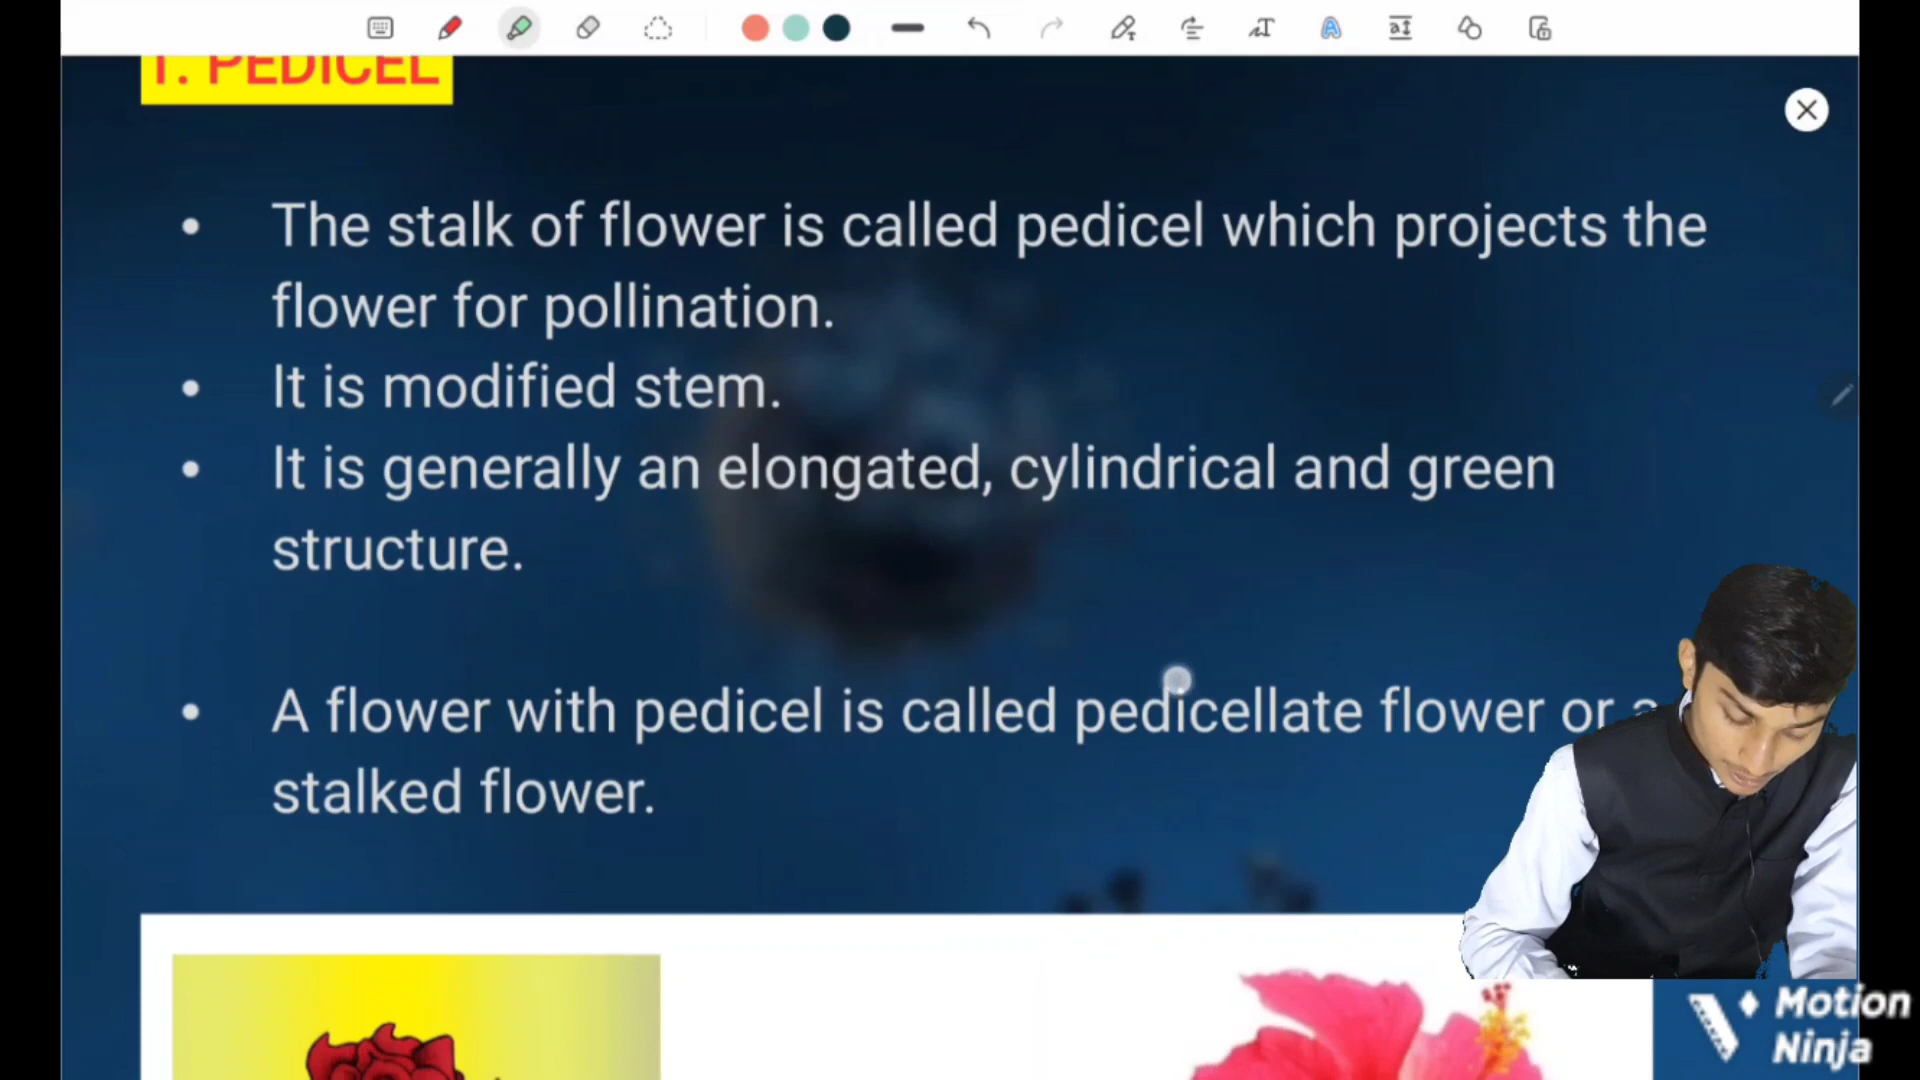 1. PEDICEL
• The stalk of flower is called pedicel which projects the
flower for pollination.
• It is modified stem.
• It is generally an elongated, cylindrical and green
structure.
• A flower with pedicel is called pedicellate flower or a
stalked flower.
Motion
Ninja